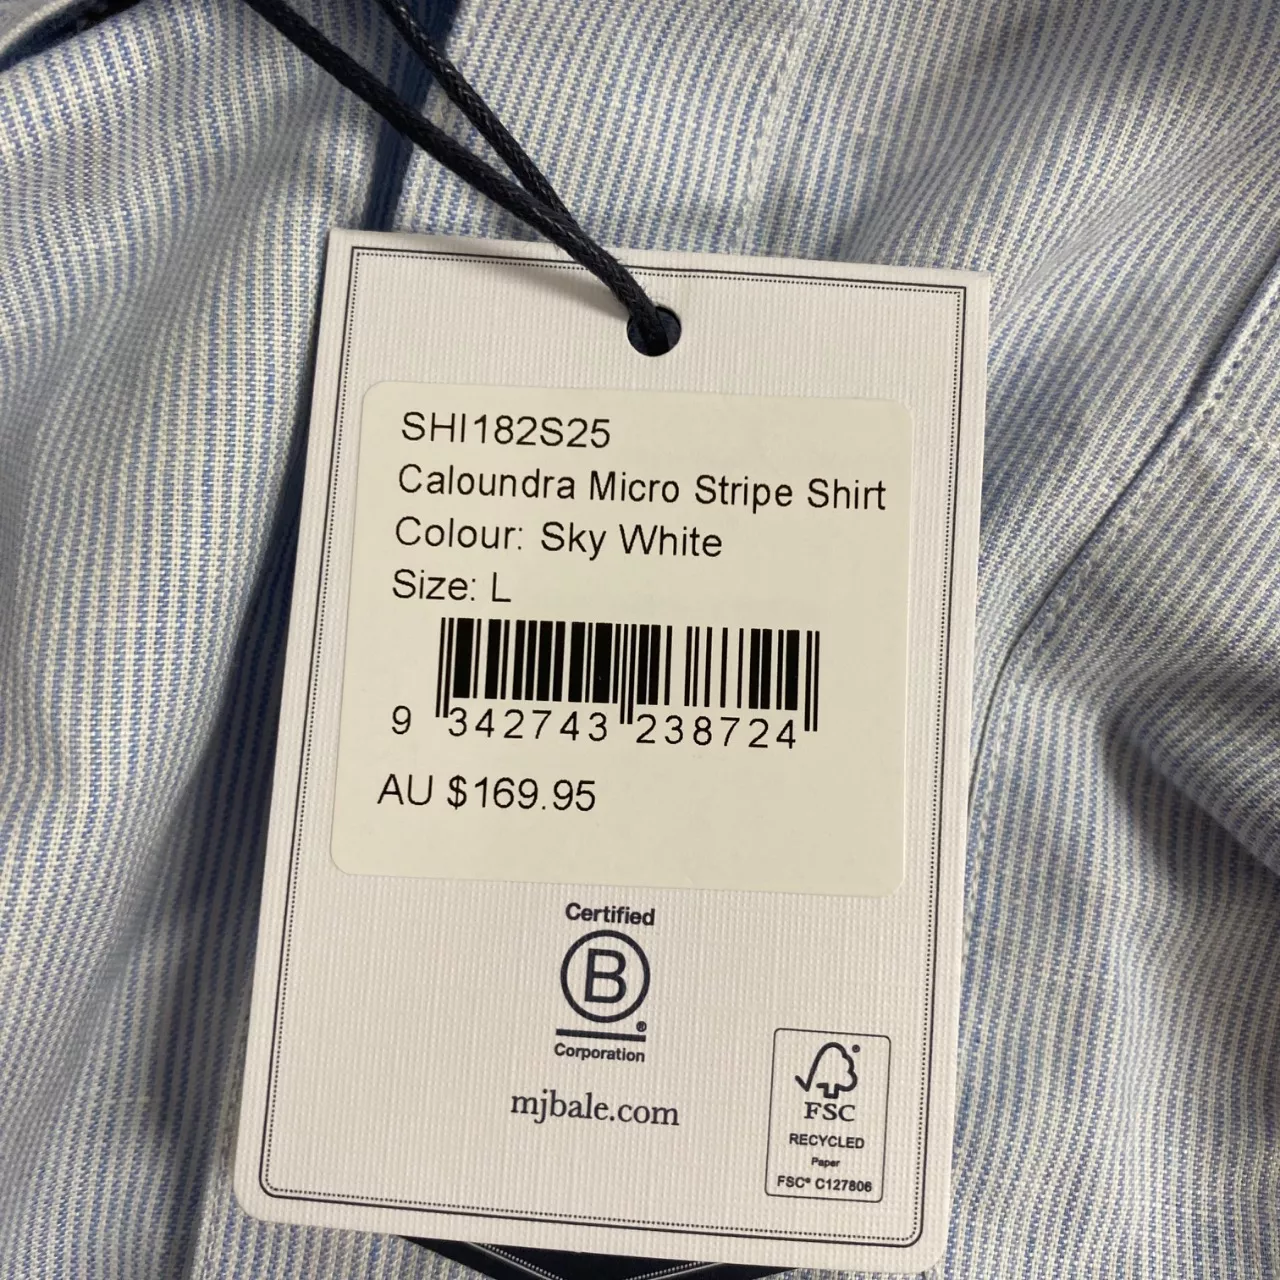 SHI182S25
Caloundra Micro Stripe Shirt
Colour: Sky White
Size: L
9 342743 238724
AU $169.95
Certified
B
®
Corporation
mjbale.com
®
FSC
RECYCLED
Paper
FSC® C127806